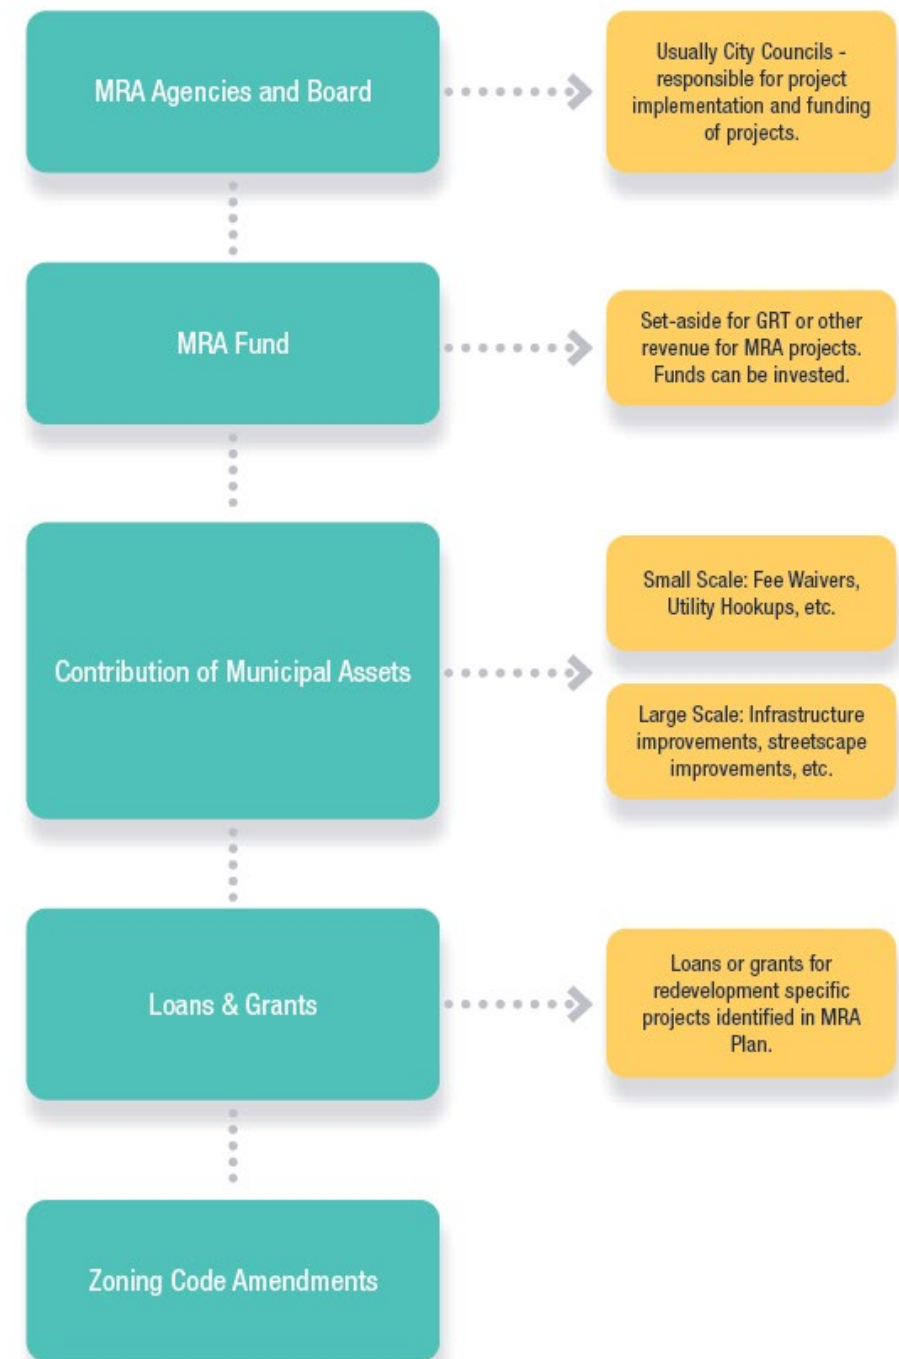 MRA Agencies and Board
Usually City Councils -
responsible for project
implementation and funding
of projects.
MRA Fund
Set-aside for GRT or other
revenue for MRA projects.
Funds can be invested.
Contribution of Municipal Assets
Small Scale: Fee Waivers,
Utility Hookups, etc.
Large Scale: Infrastructure
improvements, streetscape
improvements, etc.
Loans & Grants
Loans or grants for
redevelopment specific
projects identified in MRA
Plan.
Zoning Code Amendments